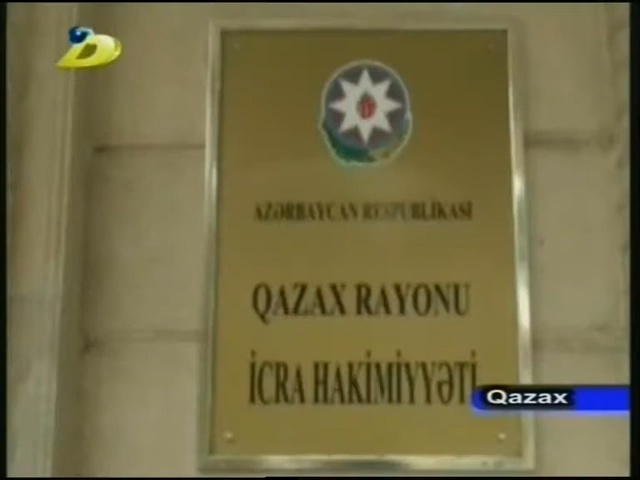 AZƏRBAYCAN RESPUBLİKASI
QAZAX RAYONU
İCRA HAKİMİYYƏTİ
Qazax